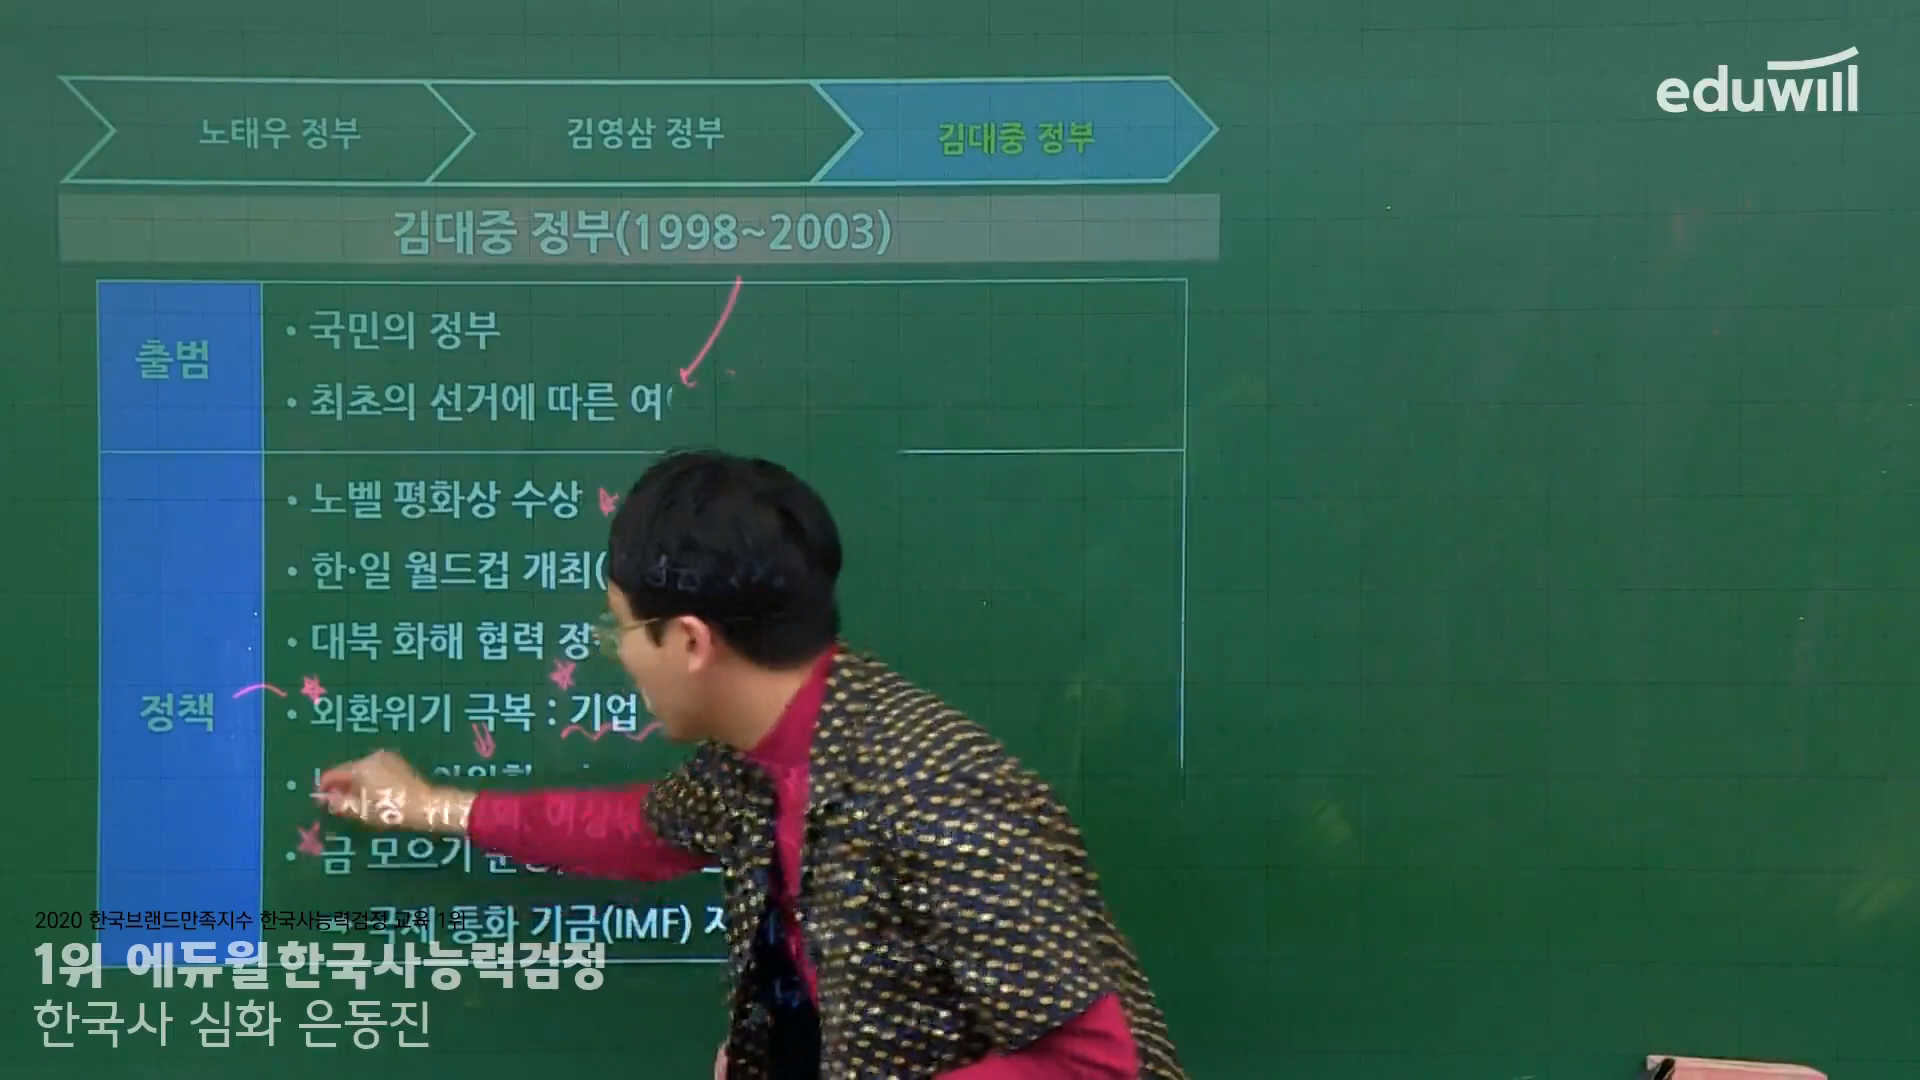 eduwill
노태우 정부
김영삼 정부
김대중 정부
김대중 정부(1998~2003)
출범
• 국민의 정부
• 최초의 선거에 따른
정책
• 노벨 평화상 수상
• 한·일 월드컵 개최(
• 대북 화해 협력
• 외환위기 극복 : 기업
• 금 모으기
국제 통화 기금(IMF)
2020 한국브랜드만족지수 한국사능력검정 교육 1위
1위 에듀윌 한국사능력검정
한국사 심화 은동진